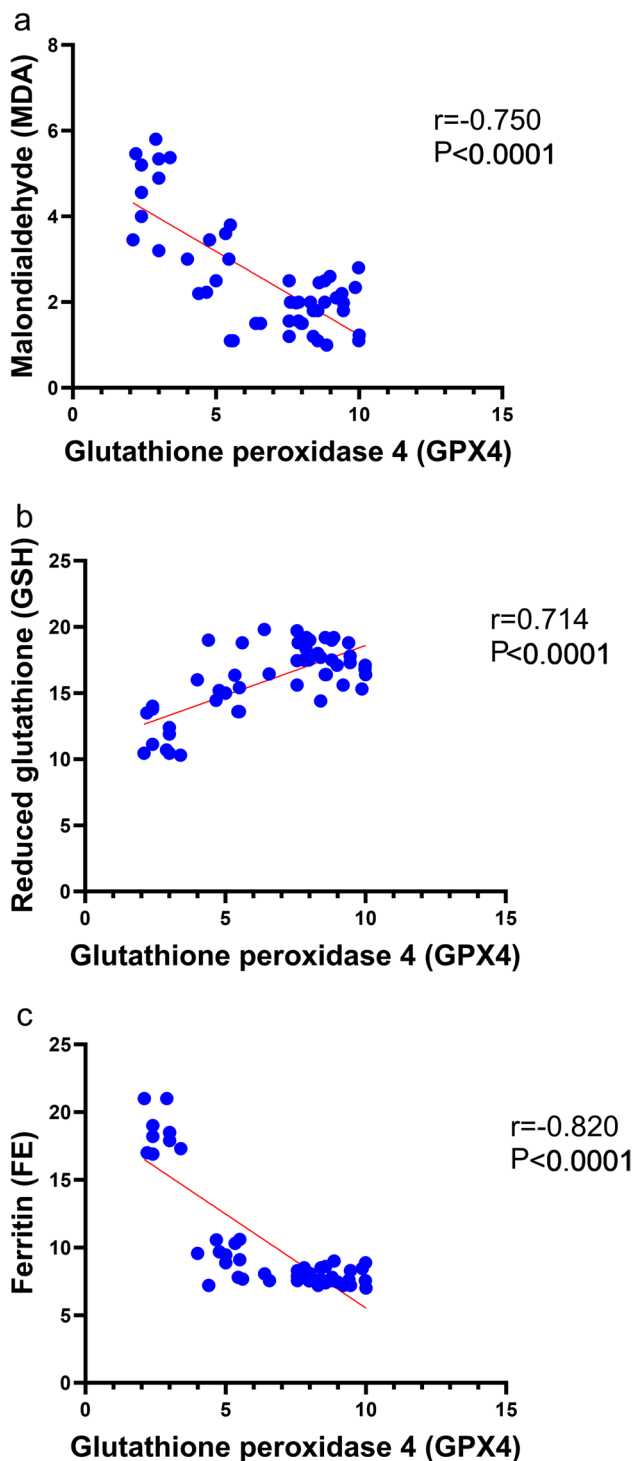 a
Malondialdehyde (MDA)
8
6
4
2
0
0 5 10 15
Glutathione peroxidase 4 (GPX4)
r=-0.750
P<0.0001
b
Reduced glutathione (GSH)
25
20
15
10
5
0
0 5 10 15
Glutathione peroxidase 4 (GPX4)
r=0.714
P<0.0001
c
Ferritin (FE)
25
20
15
10
5
0
0 5 10 15
Glutathione peroxidase 4 (GPX4)
r=-0.820
P<0.0001